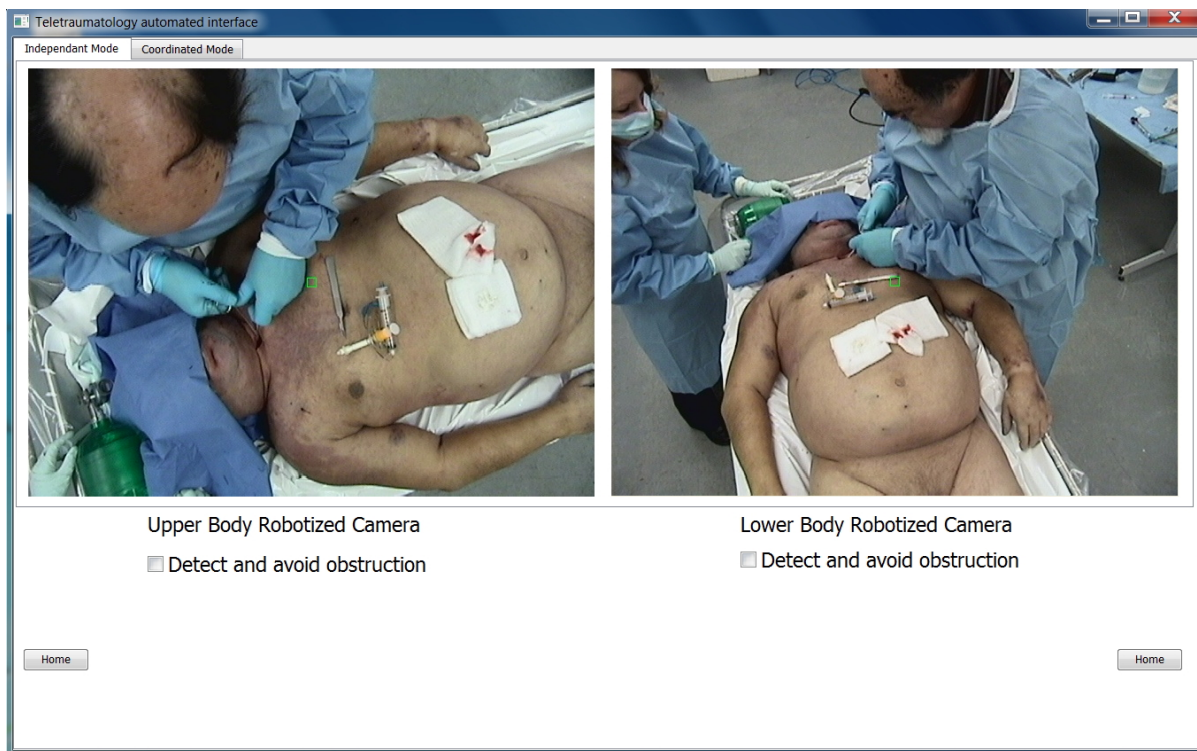 Teletraumatology automated interface
Independant Mode
Coordinated Mode
Upper Body Robotized Camera
Lower Body Robotized Camera
Detect and avoid obstruction
Detect and avoid obstruction
Home
Home